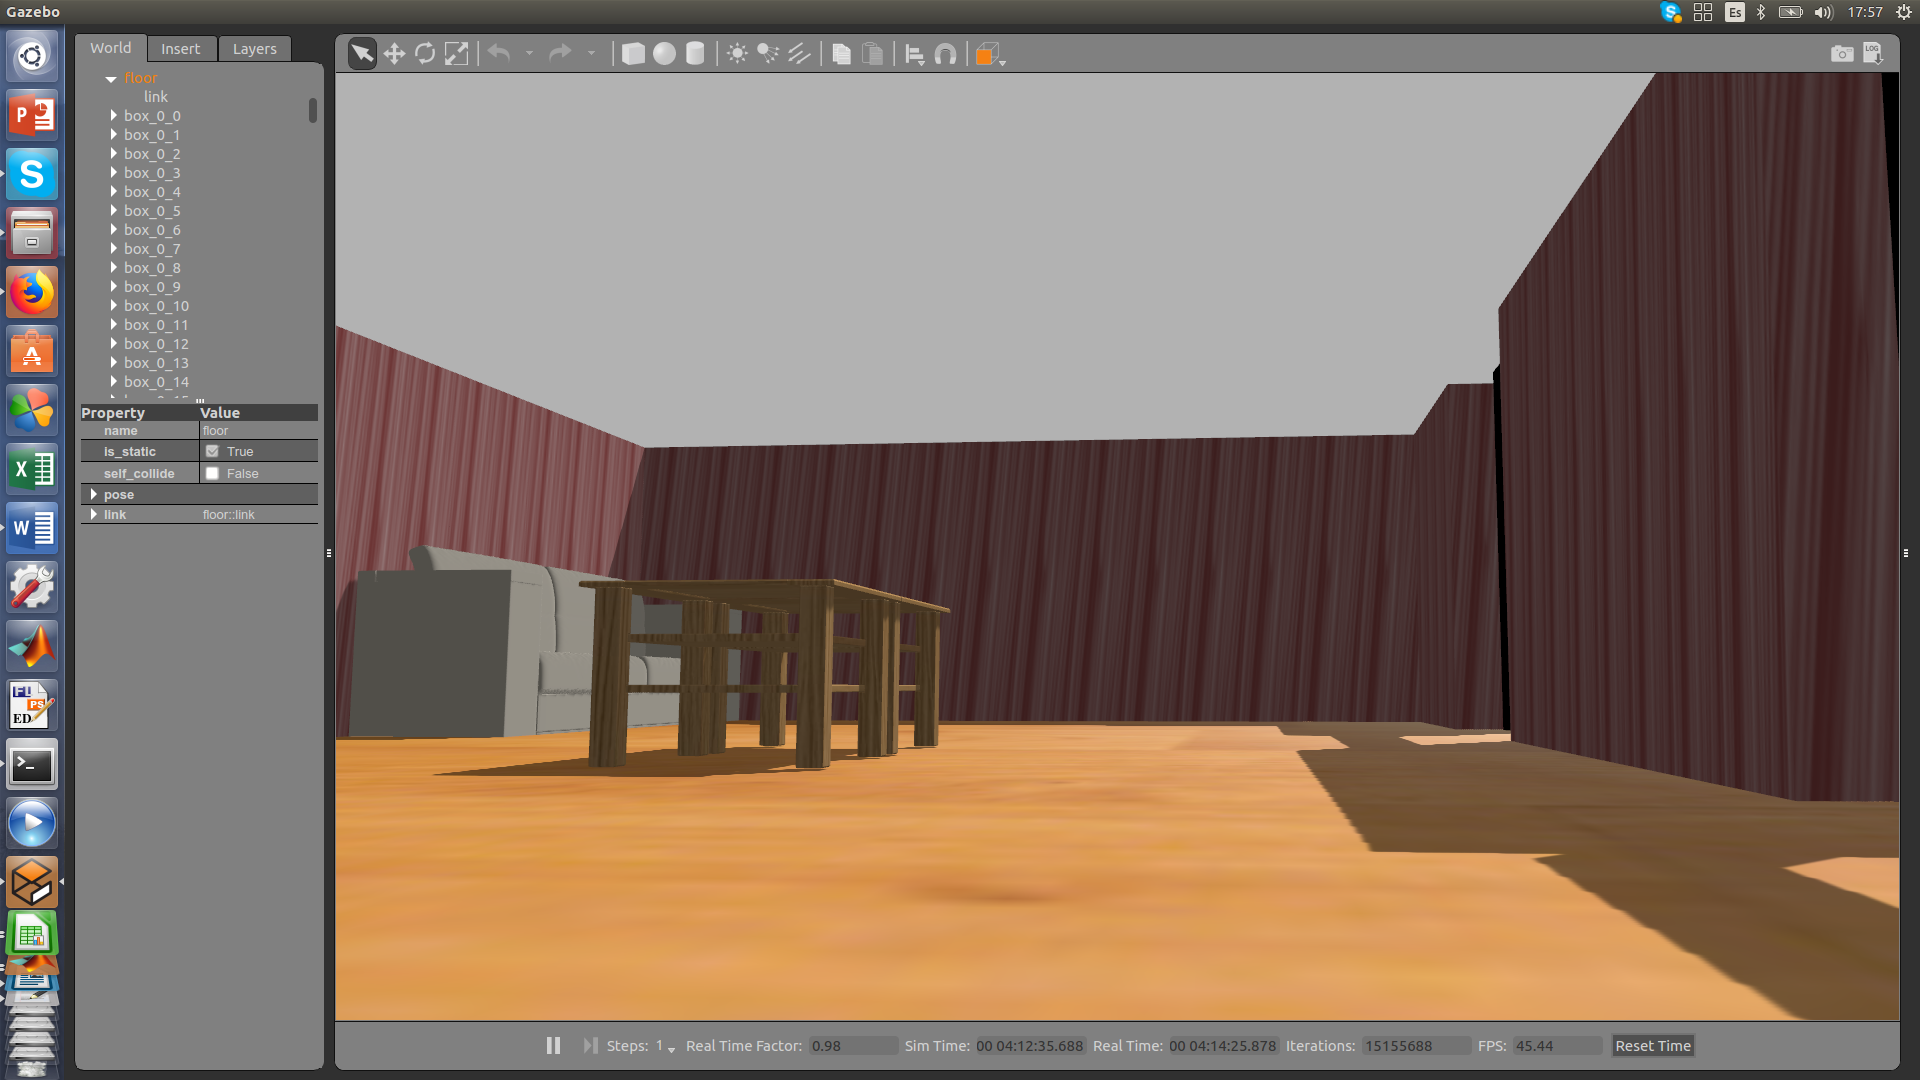 Gazebo
Es
17:57
World
Insert
Layers
LOG
floor
link
box_0_0
box_0_1
box_0_2
box_0_3
box_0_4
box_0_5
box_0_6
box_0_7
box_0_8
box_0_9
box_0_10
box_0_11
box_0_12
box_0_13
box_0_14
Property Value
name floor
is_static True
self_collide False
pose
link floor::link
Steps: 1 Real Time Factor: 0.98 Sim Time: 00 04:12:35.688 Real Time: 00 04:14:25.878 Iterations: 15155688 FPS: 45.44 Reset Time